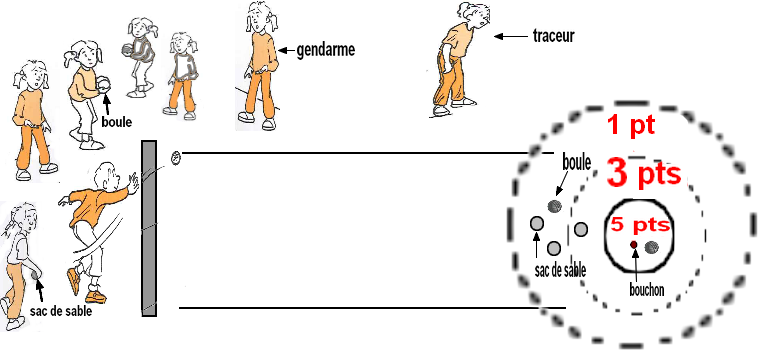 gendarme
traceur
boule
1 pt
boule
3 pts
5 pts
sac de sable
bouchon
sac de sable